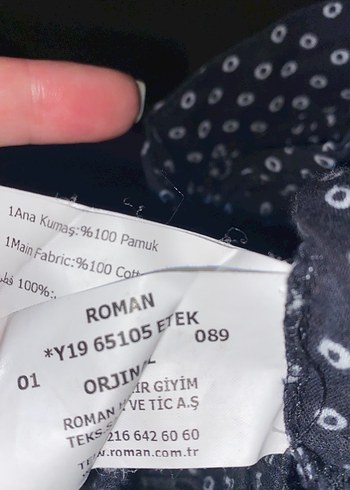 1Ana Kumaş:%100 Pamuk
1Main Fabric:%100
100%:
ROMAN
*Y19 65105 ETEK
089
01
GİYİM
ROMAN VE TİC A.Ş
216 642 60 60
.roman.com.tr